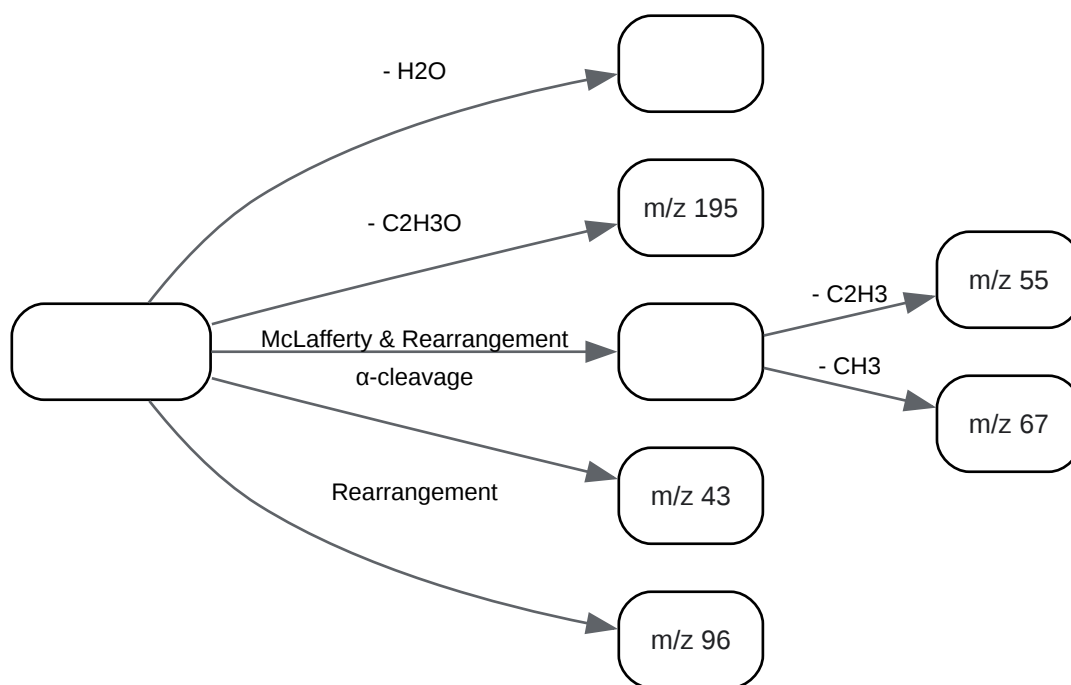 - H2O
- C2H3O
m/z 195
- C2H3
m/z 55
McLafferty & Rearrangement
α-cleavage
- CH3
m/z 67
m/z 43
Rearrangement
m/z 96